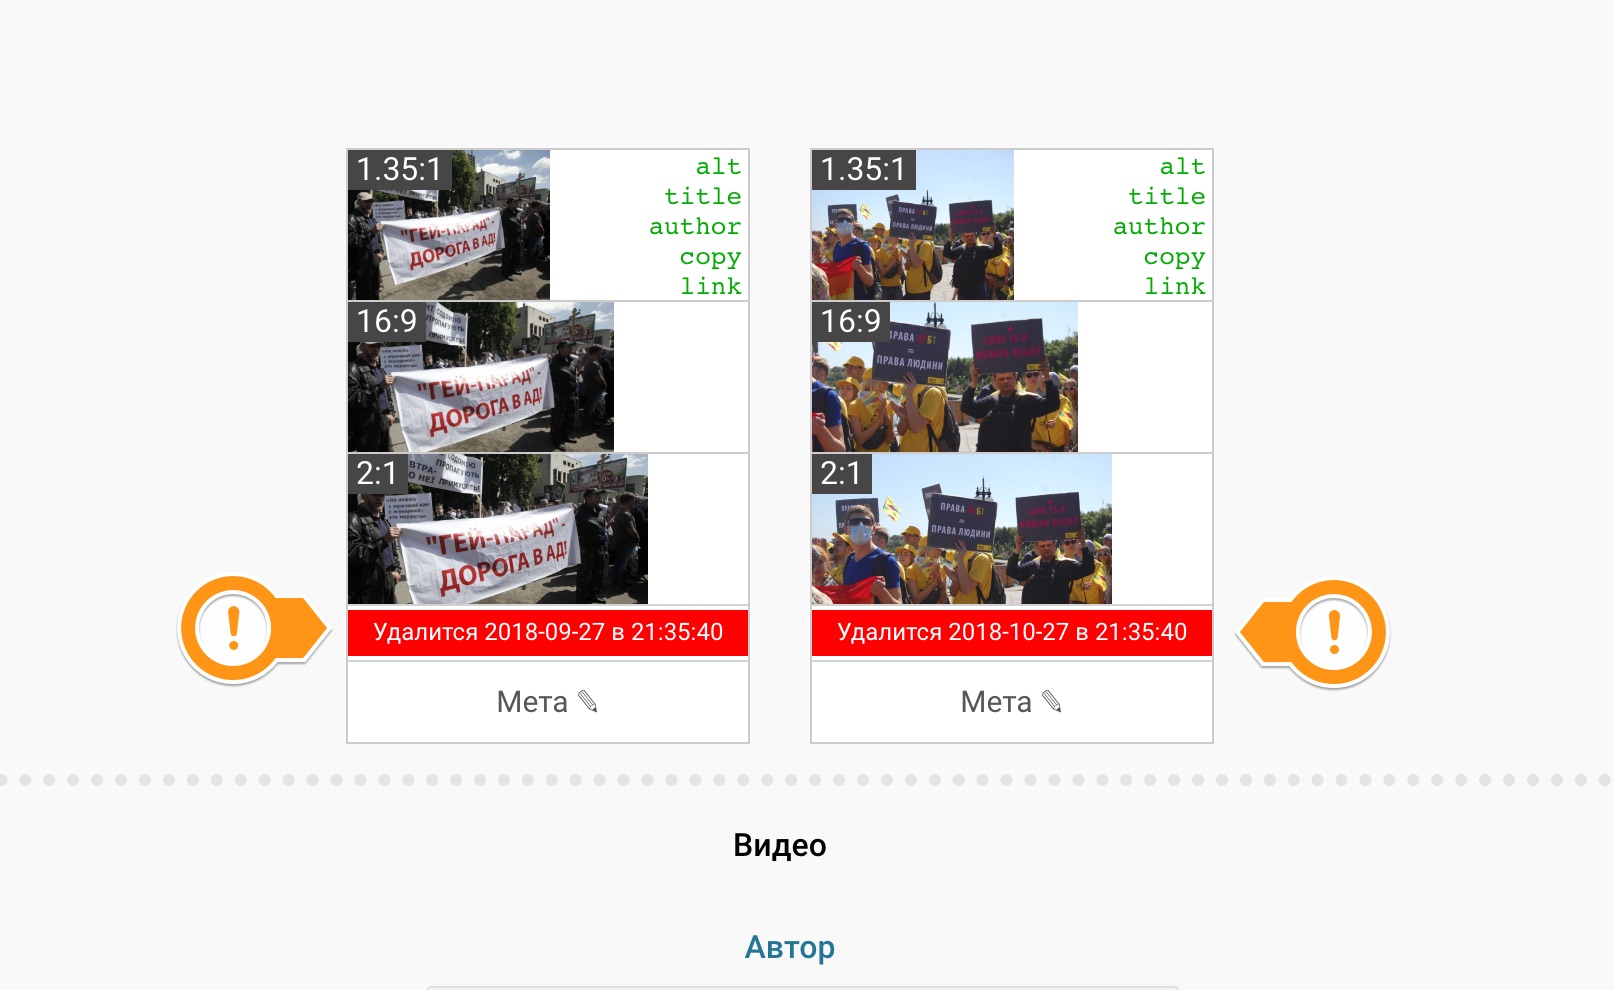 1.35:1
alt
title
author
copy
link
"ГЕЙ-ПАРАД"-
ДОРОГА В АД!
16:9
"ГЕЙ-ПАРАД"-
ДОРОГА В АД!
2:1
"ГЕЙ-ПАРАД"-
ДОРОГА В АД!
Удалится 2018-09-27 в 21:35:40
Мета ✎
1.35:1
alt
title
author
copy
link
ПРАВА ЛГБТ
=
ПРАВА ЛЮДИНИ
16:9
ПРАВА ЛГБТ
=
ПРАВА ЛЮДИНИ
LOVE IS A
HUMAN RIGHT
2:1
ПРАВА ЛГБТ
=
ПРАВА ЛЮДИНИ
LOVE IS A
HUMAN RIGHT
Удалится 2018-10-27 в 21:35:40
Мета ✎
Видео
Автор